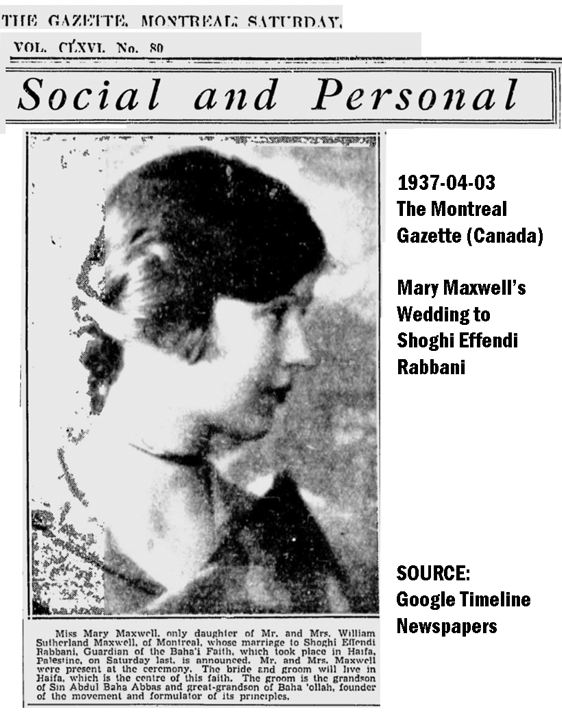 THE GAZETTE, MONTREAL: SATURDAY,
VOL. CLXVI. No. 80
Social and Personal
1937-04-03
The Montreal
Gazette (Canada)
Mary Maxwell's
Wedding to
Shoghi Effendi
Rabbani
SOURCE:
Google Timeline
Newspapers
Miss Mary Maxwell, only daughter of Mr. and Mrs. William
Sutherland Maxwell, of Montreal, whose marriage to Shoghi Effendi
Rabbani, Guardian of the Baha'i Faith, which took place in Haifa,
Palestine, on Saturday last, is announced. Mr. and Mrs. Maxwell
were present at the ceremony. The bride and groom will live in
Haifa, which is the centre of this faith. The groom is the grandson
of Sin Abdul Baha Abbas and great-grandson of Baha 'ollah, founder
of the movement and formulator of its principles.